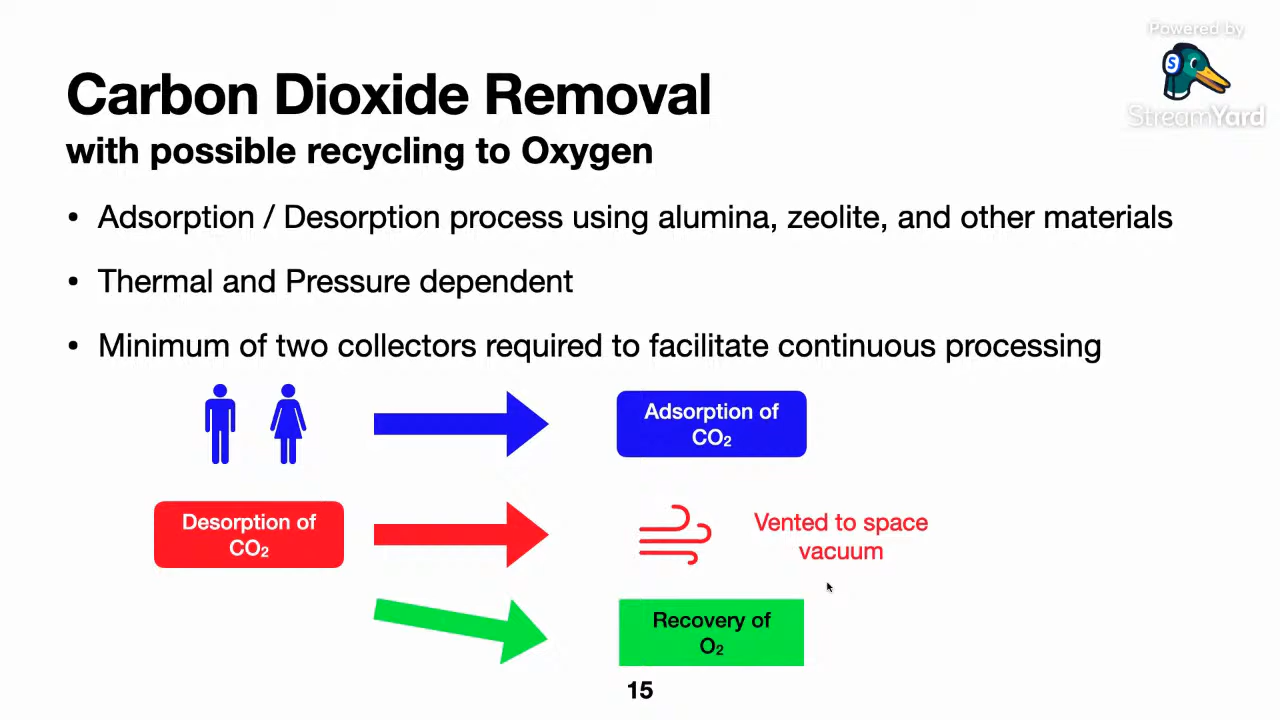 Powered by
S
StreamYard
Carbon Dioxide Removal
with possible recycling to Oxygen
• Adsorption / Desorption process using alumina, zeolite, and other materials
• Thermal and Pressure dependent
• Minimum of two collectors required to facilitate continuous processing
Adsorption of
CO₂
Desorption of
CO₂
Vented to space
vacuum
Recovery of
O₂
15